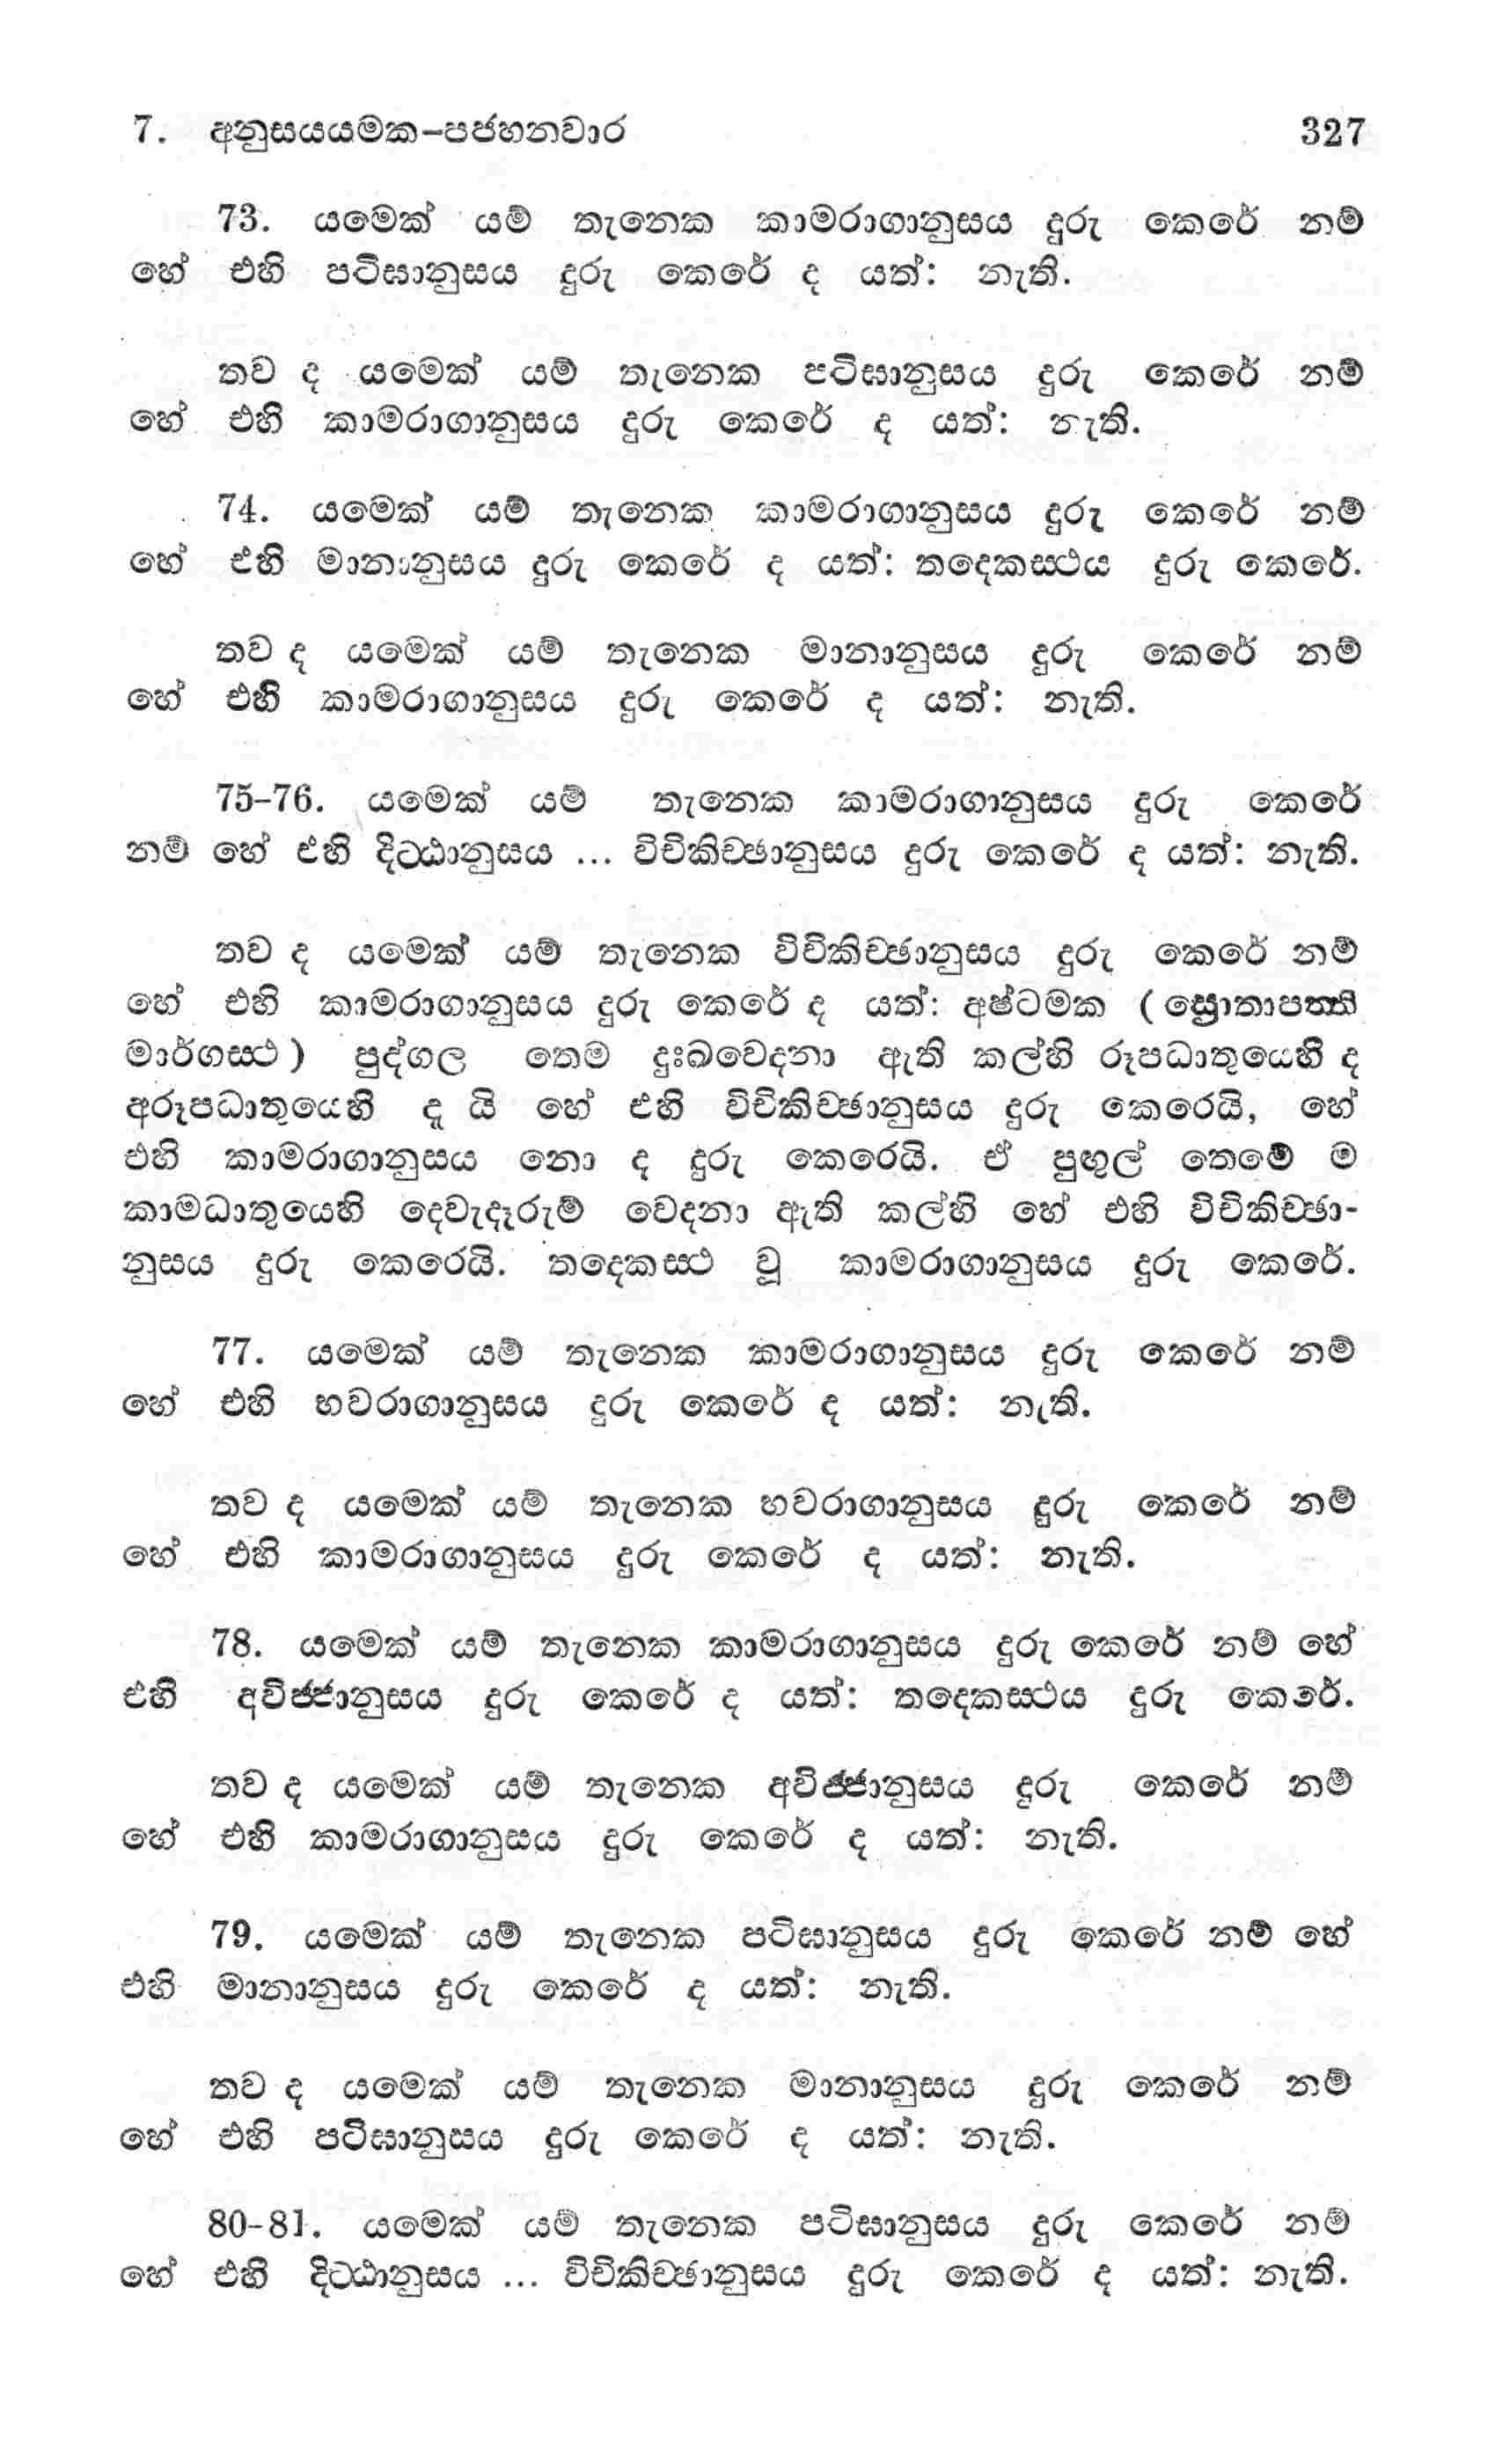 7. අනුසයයමක-පජහනවාර 327
73. යමෙක් යම් තැනෙක කාමරාගානුසය දුරු කෙරේ නම්
හේ එහි පටිඝානුසය දුරු කෙරේ ද යත්: නැති.
තව ද යමෙක් යම් තැනෙක පටිඝානුසය දුරු කෙරේ නම්
හේ එහි කාමරාගානුසය දුරු කෙරේ ද යත්: නැති.
74. යමෙක් යම් තැනෙක කාමරාගානුසය දුරු කෙරේ නම්
හේ එහි මානානුසය දුරු කෙරේ ද යත්: තදෙකස්ථය දුරු කෙරේ.
තව ද යමෙක් යම් තැනෙක මානානුසය දුරු කෙරේ නම්
හේ එහි කාමරාගානුසය දුරු කෙරේ ද යත්: නැති.
75-76. යමෙක් යම් තැනෙක කාමරාගානුසය දුරු කෙරේ
නම් හේ එහි දිට්ඨානුසය ... විචිකිච්ඡානුසය දුරු කෙරේ ද යත්: නැති.
තව ද යමෙක් යම් තැනෙක විචිකිච්ඡානුසය දුරු කෙරේ නම්
හේ එහි කාමරාගානුසය දුරු කෙරේ ද යත්: අෂ්ටමක (ස්‍රොතාපත්ති
මාර්ගස්ථ) පුද්ගල තෙම දුඃඛවෙදනා ඇති කල්හි රූපධාතුයෙහි ද
අරූපධාතුයෙහි දු යි හේ එහි විචිකිච්ඡානුසය දුරු කෙරෙයි, හේ
එහි කාමරාගානුසය නො ද දුරු කෙරෙයි. ඒ පුඟුල් තෙමේ ම
කාමධාතුයෙහි දෙවැදෑරුම් වෙදනා ඇති කල්හි හේ එහි විචිකිච්ඡා-
නුසය දුරු කෙරෙයි. තදෙකස්ථ වූ කාමරාගානුසය දුරු කෙරේ.
77. යමෙක් යම් තැනෙක කාමරාගානුසය දුරු කෙරේ නම්
හේ එහි භවරාගානුසය දුරු කෙරේ ද යත්: නැති.
තව ද යමෙක් යම් තැනෙක භවරාගානුසය දුරු කෙරේ නම්
හේ එහි කාමරාගානුසය දුරු කෙරේ ද යත්: නැති.
78. යමෙක් යම් තැනෙක කාමරාගානුසය දුරු කෙරේ නම් හේ
එහි අවිජ්ජානුසය දුරු කෙරේ ද යත්: තදෙකස්ථය දුරු කෙරේ.
තව ද යමෙක් යම් තැනෙක අවිජ්ජානුසය දුරු කෙරේ නම්
හේ එහි කාමරාගානුසය දුරු කෙරේ ද යත්: නැති.
79. යමෙක් යම් තැනෙක පටිඝානුසය දුරු කෙරේ නම් හේ
එහි මානානුසය දුරු කෙරේ ද යත්: නැති.
තව ද යමෙක් යම් තැනෙක මානානුසය දුරු කෙරේ නම්
හේ එහි පටිඝානුසය දුරු කෙරේ ද යත්: නැති.
80-81. යමෙක් යම් තැනෙක පටිඝානුසය දුරු කෙරේ නම්
හේ එහි දිට්ඨානුසය ... විචිකිච්ඡානුසය දුරු කෙරේ ද යත්: නැති.